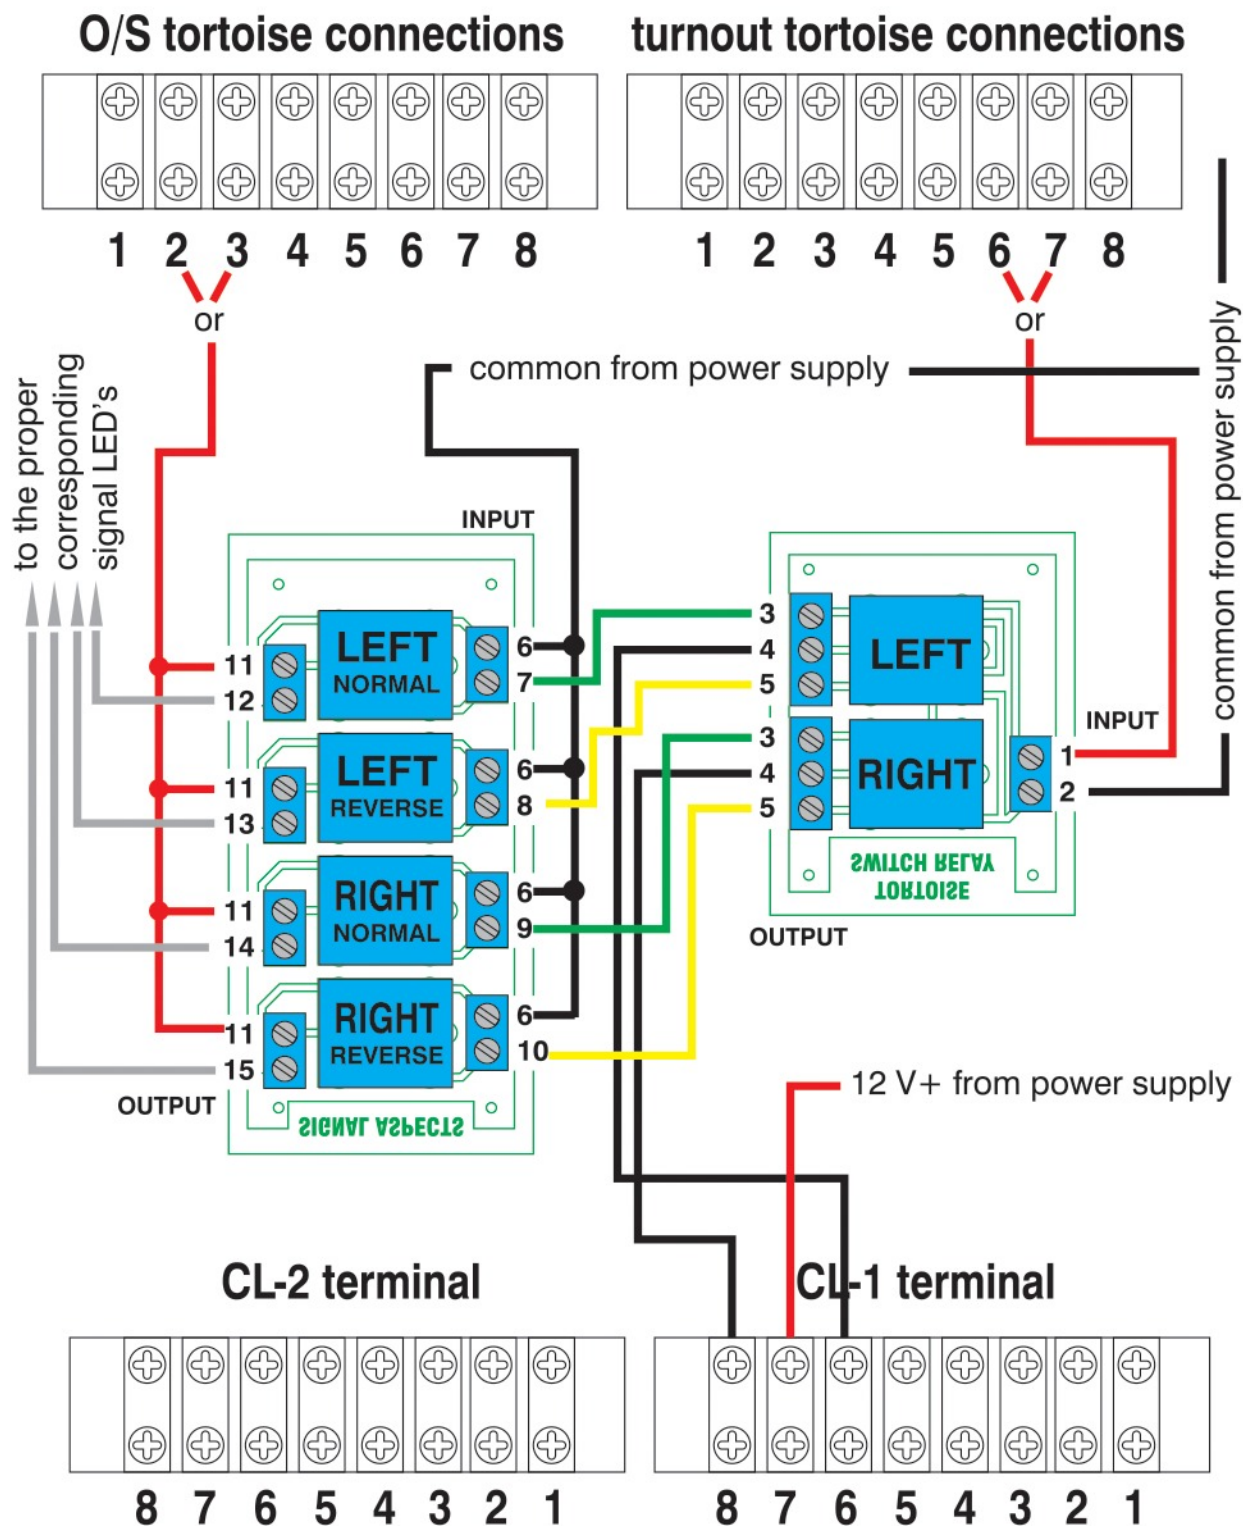 O/S tortoise connections
turnout tortoise connections
1 2 3 4 5 6 7 8
1 2 3 4 5 6 7 8
or
or
common from power supply
common from power supply
to the proper
corresponding
signal LED's
INPUT
LEFT
NORMAL
11
12
6
7
LEFT
REVERSE
11
13
6
8
RIGHT
NORMAL
11
14
6
9
RIGHT
REVERSE
11
15
6
10
OUTPUT
SIGNAL ASPECTS
3
4
5
LEFT
3
4
5
RIGHT
INPUT
1
2
SWITCH RELAY
TORTOISE
OUTPUT
12 V+ from power supply
CL-2 terminal
CL-1 terminal
8 7 6 5 4 3 2 1
8 7 6 5 4 3 2 1